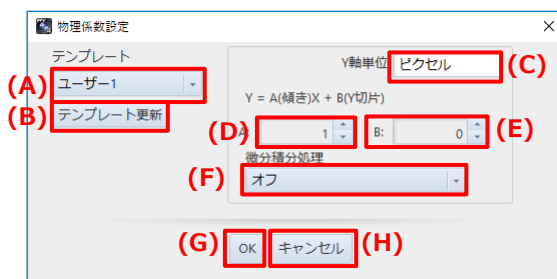 物理係数設定
テンプレート
Y軸単位 ピクセル (C)
(A) ユーザー1
Y = A(傾き)X + B(Y切片)
(B) テンプレート更新
(D) A: 1 B: 0 (E)
微分積分処理
(F) オフ
(G) OK キャンセル (H)